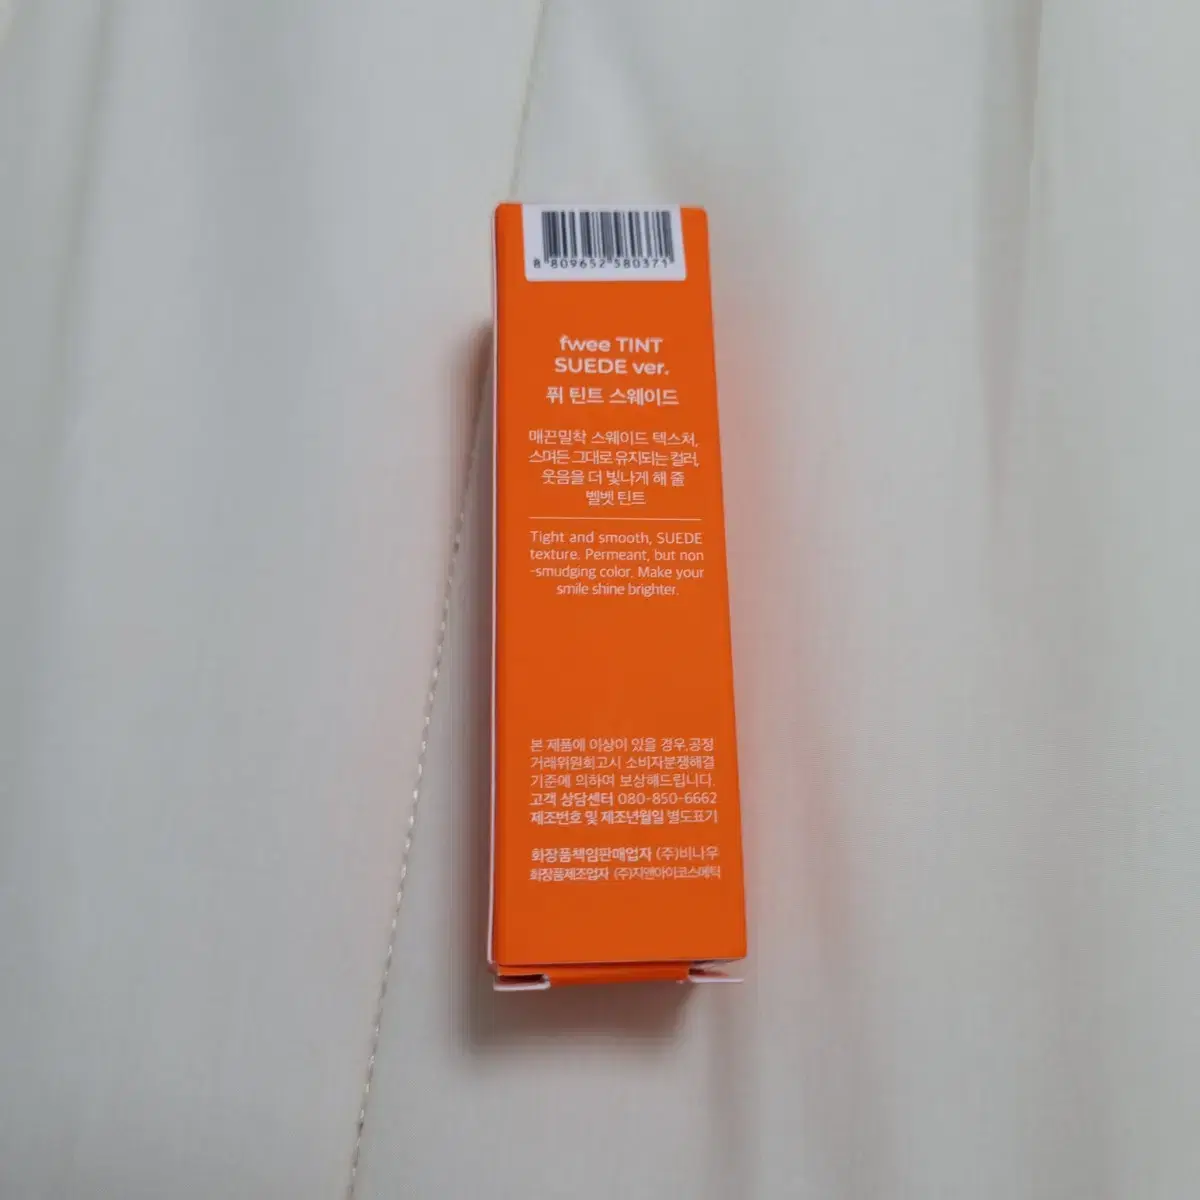 8 809652 580371
fwee TINT
SUEDE ver.
퓌 틴트 스웨이드
매끈밀착 스웨이드 텍스처,
스며든 그대로 유지되는 컬러,
웃음을 더 빛나게 해 줄
벨벳 틴트
Tight and smooth, SUEDE
texture. Permeant, but non
-smudging color. Make your
smile shine brighter.
본 제품에 이상이 있을 경우,공정
거래위원회고시 소비자분쟁해결
기준에 의하여 보상해드립니다.
고객 상담센터 080-850-6662
제조번호 및 제조년월일 별도표기
화장품책임판매업자 (주)비나우
화장품제조업자 (주)지앤아이코스메틱